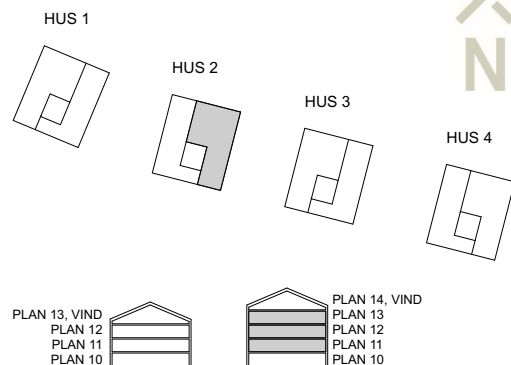 N
HUS 1
HUS 2
HUS 3
HUS 4
PLAN 13, VIND
PLAN 12
PLAN 11
PLAN 10
PLAN 14, VIND
PLAN 13
PLAN 12
PLAN 11
PLAN 10